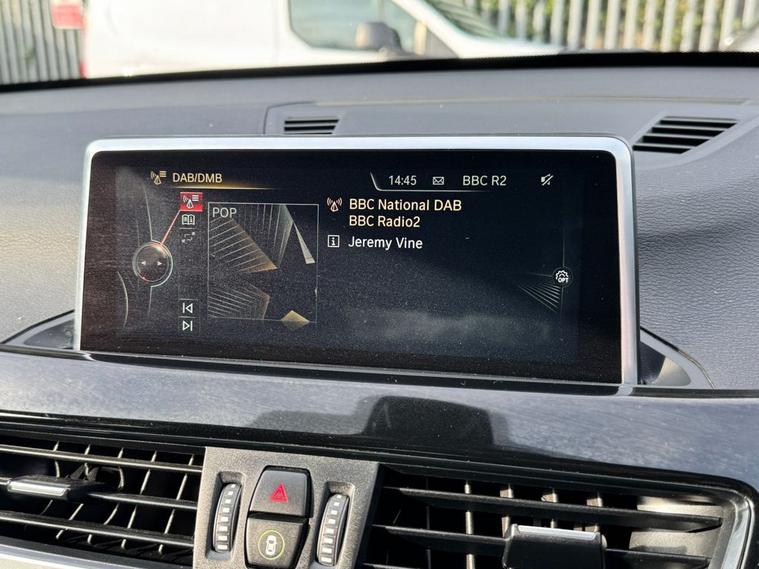 DAB/DMB
14:45
BBC R2
POP
BBC National DAB
BBC Radio2
Jeremy Vine
OPT